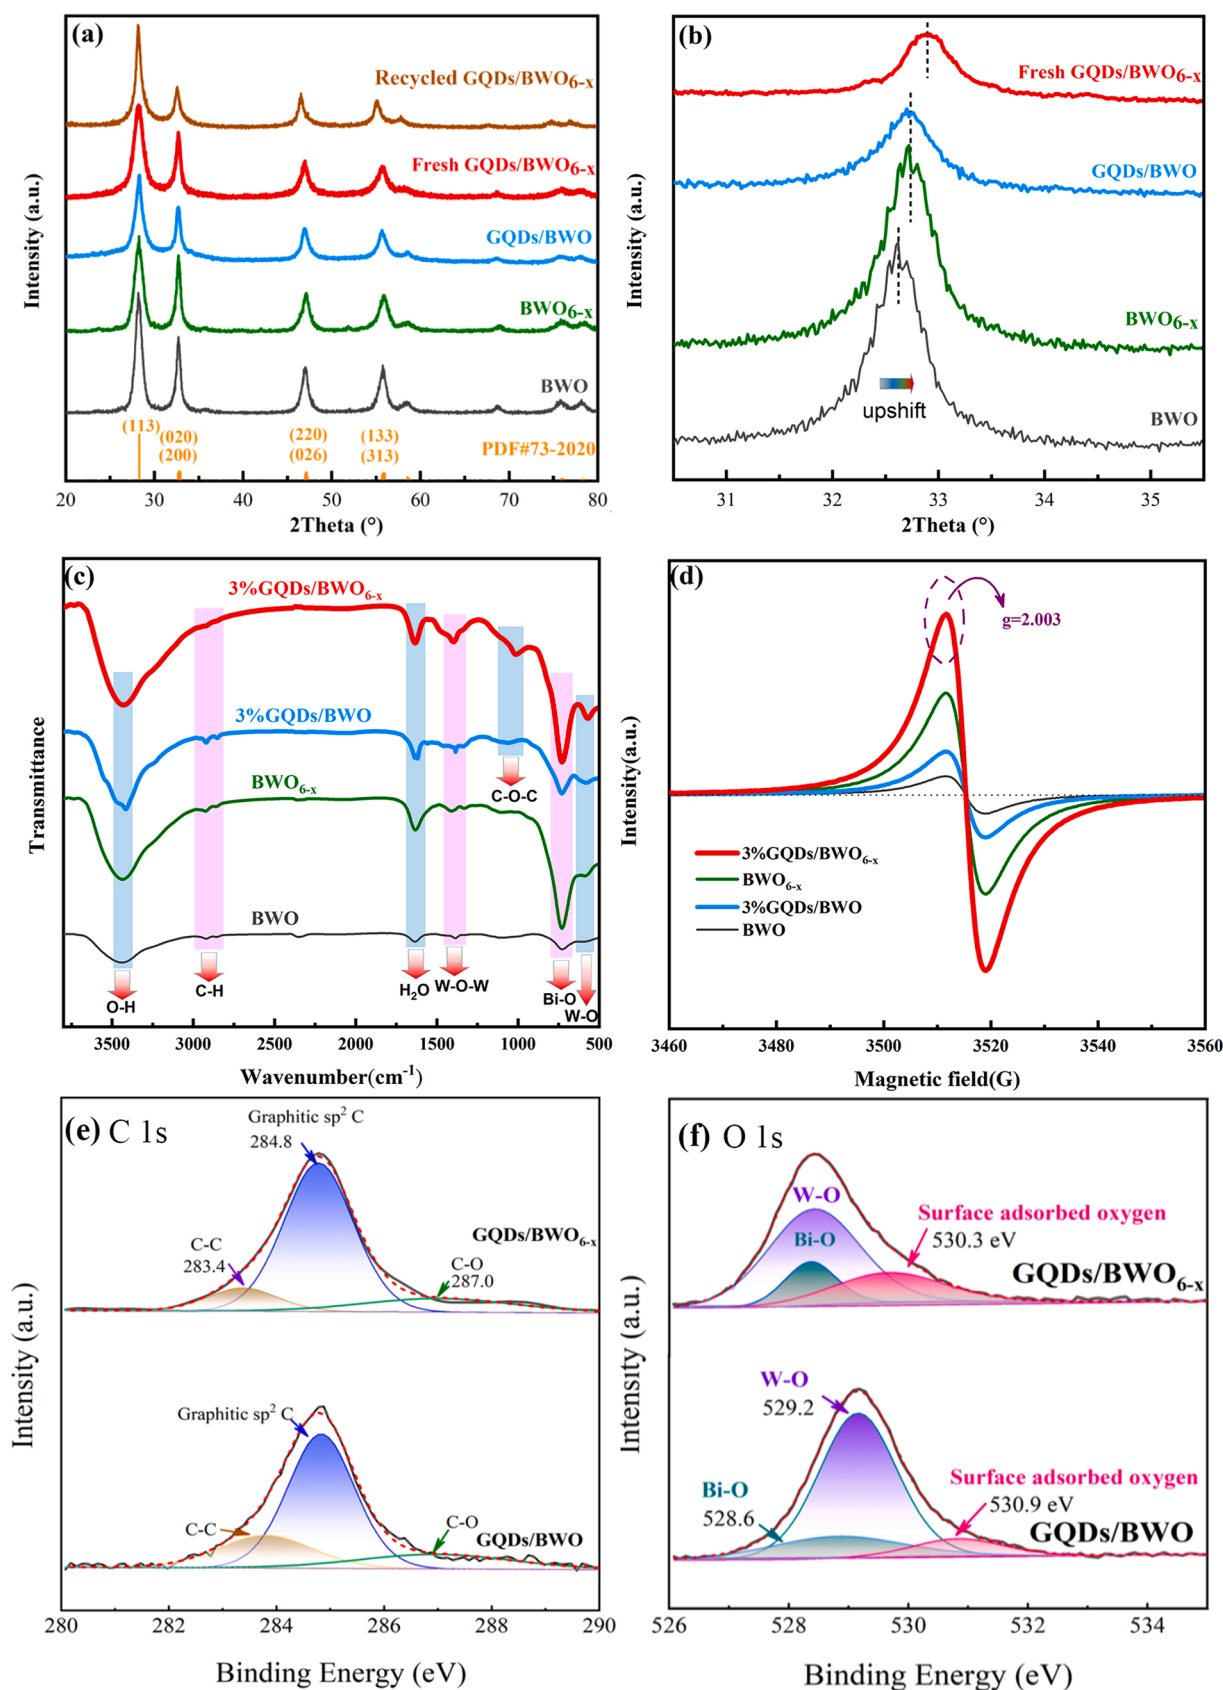 (a)
Recycled GQDs/BWO6-x
Fresh GQDs/BWO6-x
GQDs/BWO
BWO6-x
BWO
(113)
(020)
(200)
(220)
(026)
(133)
(313)
PDF#73-2020
20 30 40 50 60 70 80
2Theta (°)
Intensity (a.u.)
(b)
Fresh GQDs/BWO6-x
GQDs/BWO
BWO6-x
upshift
BWO
31 32 33 34 35
2Theta (°)
Intensity (a.u.)
(c)
3%GQDs/BWO6-x
3%GQDs/BWO
C-O-C
BWO6-x
BWO
O-H
C-H
H2O
W-O-W
Bi-O
W-O
3500 3000 2500 2000 1500 1000 500
Wavenumber(cm-1)
Transmittance
(d)
g=2.003
3%GQDs/BWO6-x
BWO6-x
3%GQDs/BWO
BWO
3460 3480 3500 3520 3540 3560
Magnetic field(G)
Intensity(a.u.)
(e) C 1s
Graphitic sp2 C
284.8
C-C
283.4
C-O
287.0
GQDs/BWO6-x
Graphitic sp2 C
C-C
C-O
GQDs/BWO
280 282 284 286 288 290
Binding Energy (eV)
Intensity (a.u.)
(f) O 1s
W-O
Bi-O
Surface adsorbed oxygen
530.3 eV
GQDs/BWO6-x
W-O
529.2
Bi-O
528.6
Surface adsorbed oxygen
530.9 eV
GQDs/BWO
526 528 530 532 534
Binding Energy (eV)
Intensity (a.u.)